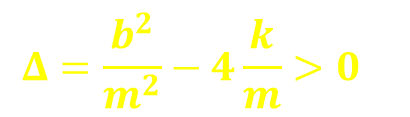 Δ = b²/m² − 4 k/m > 0